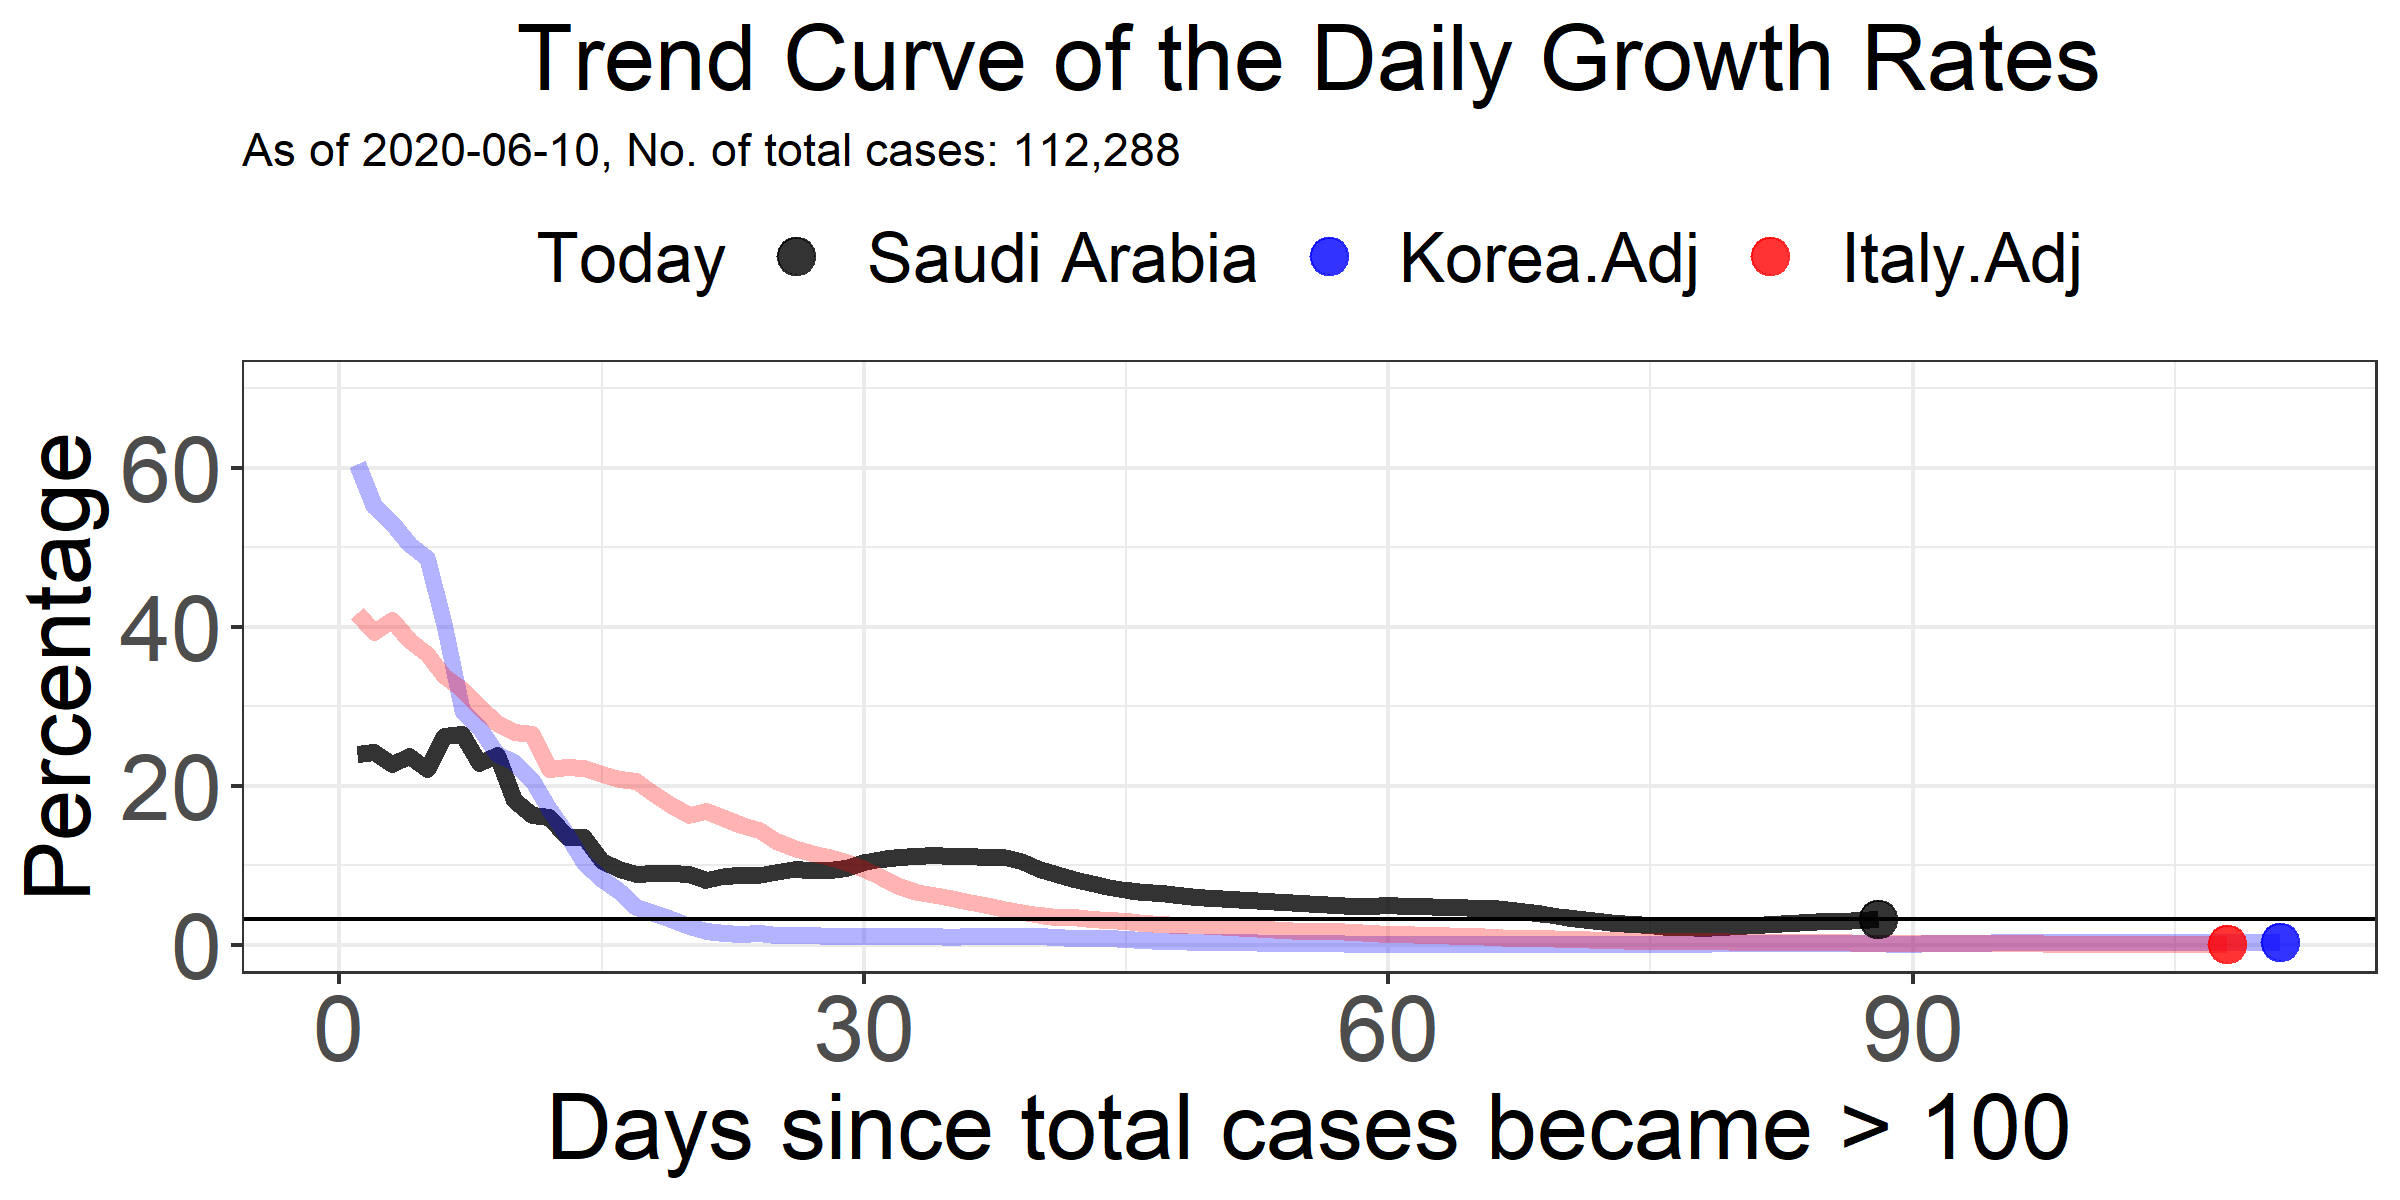 Trend Curve of the Daily Growth Rates
As of 2020-06-10, No. of total cases: 112,288
Today Saudi Arabia Korea.Adj Italy.Adj
Percentage
60
40
20
0
0 30 60 90
Days since total cases became > 100